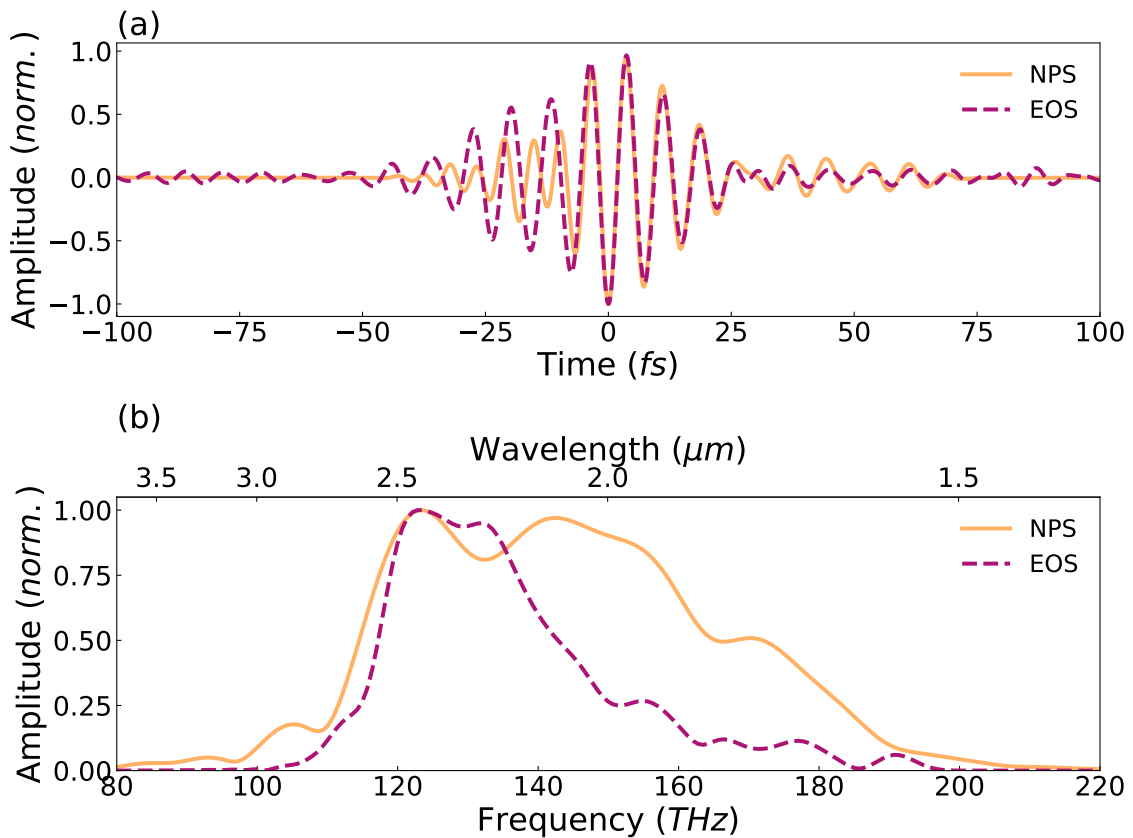 (a)
Amplitude (norm.)
1.0
0.5
0.0
−0.5
−1.0
NPS
EOS
−100 −75 −50 −25 0 25 50 75 100
Time (fs)
(b)
Wavelength (μm)
3.5 3.0 2.5 2.0 1.5
Amplitude (norm.)
1.00
0.75
0.50
0.25
0.00
NPS
EOS
80 100 120 140 160 180 200 220
Frequency (THz)